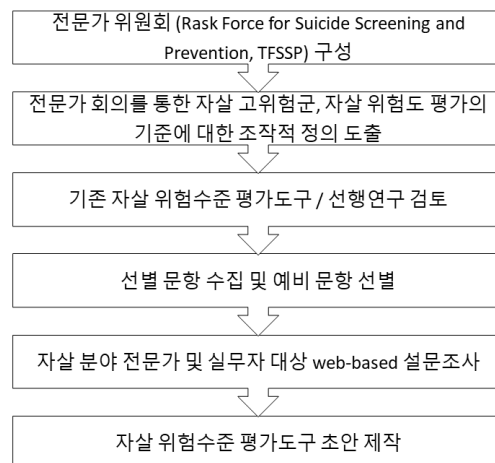 전문가 위원회 (Rask Force for Suicide Screening and
Prevention, TFSSP) 구성
전문가 회의를 통한 자살 고위험군, 자살 위험도 평가의
기준에 대한 조작적 정의 도출
기존 자살 위험수준 평가도구 / 선행연구 검토
선별 문항 수집 및 예비 문항 선별
자살 분야 전문가 및 실무자 대상 web-based 설문조사
자살 위험수준 평가도구 초안 제작